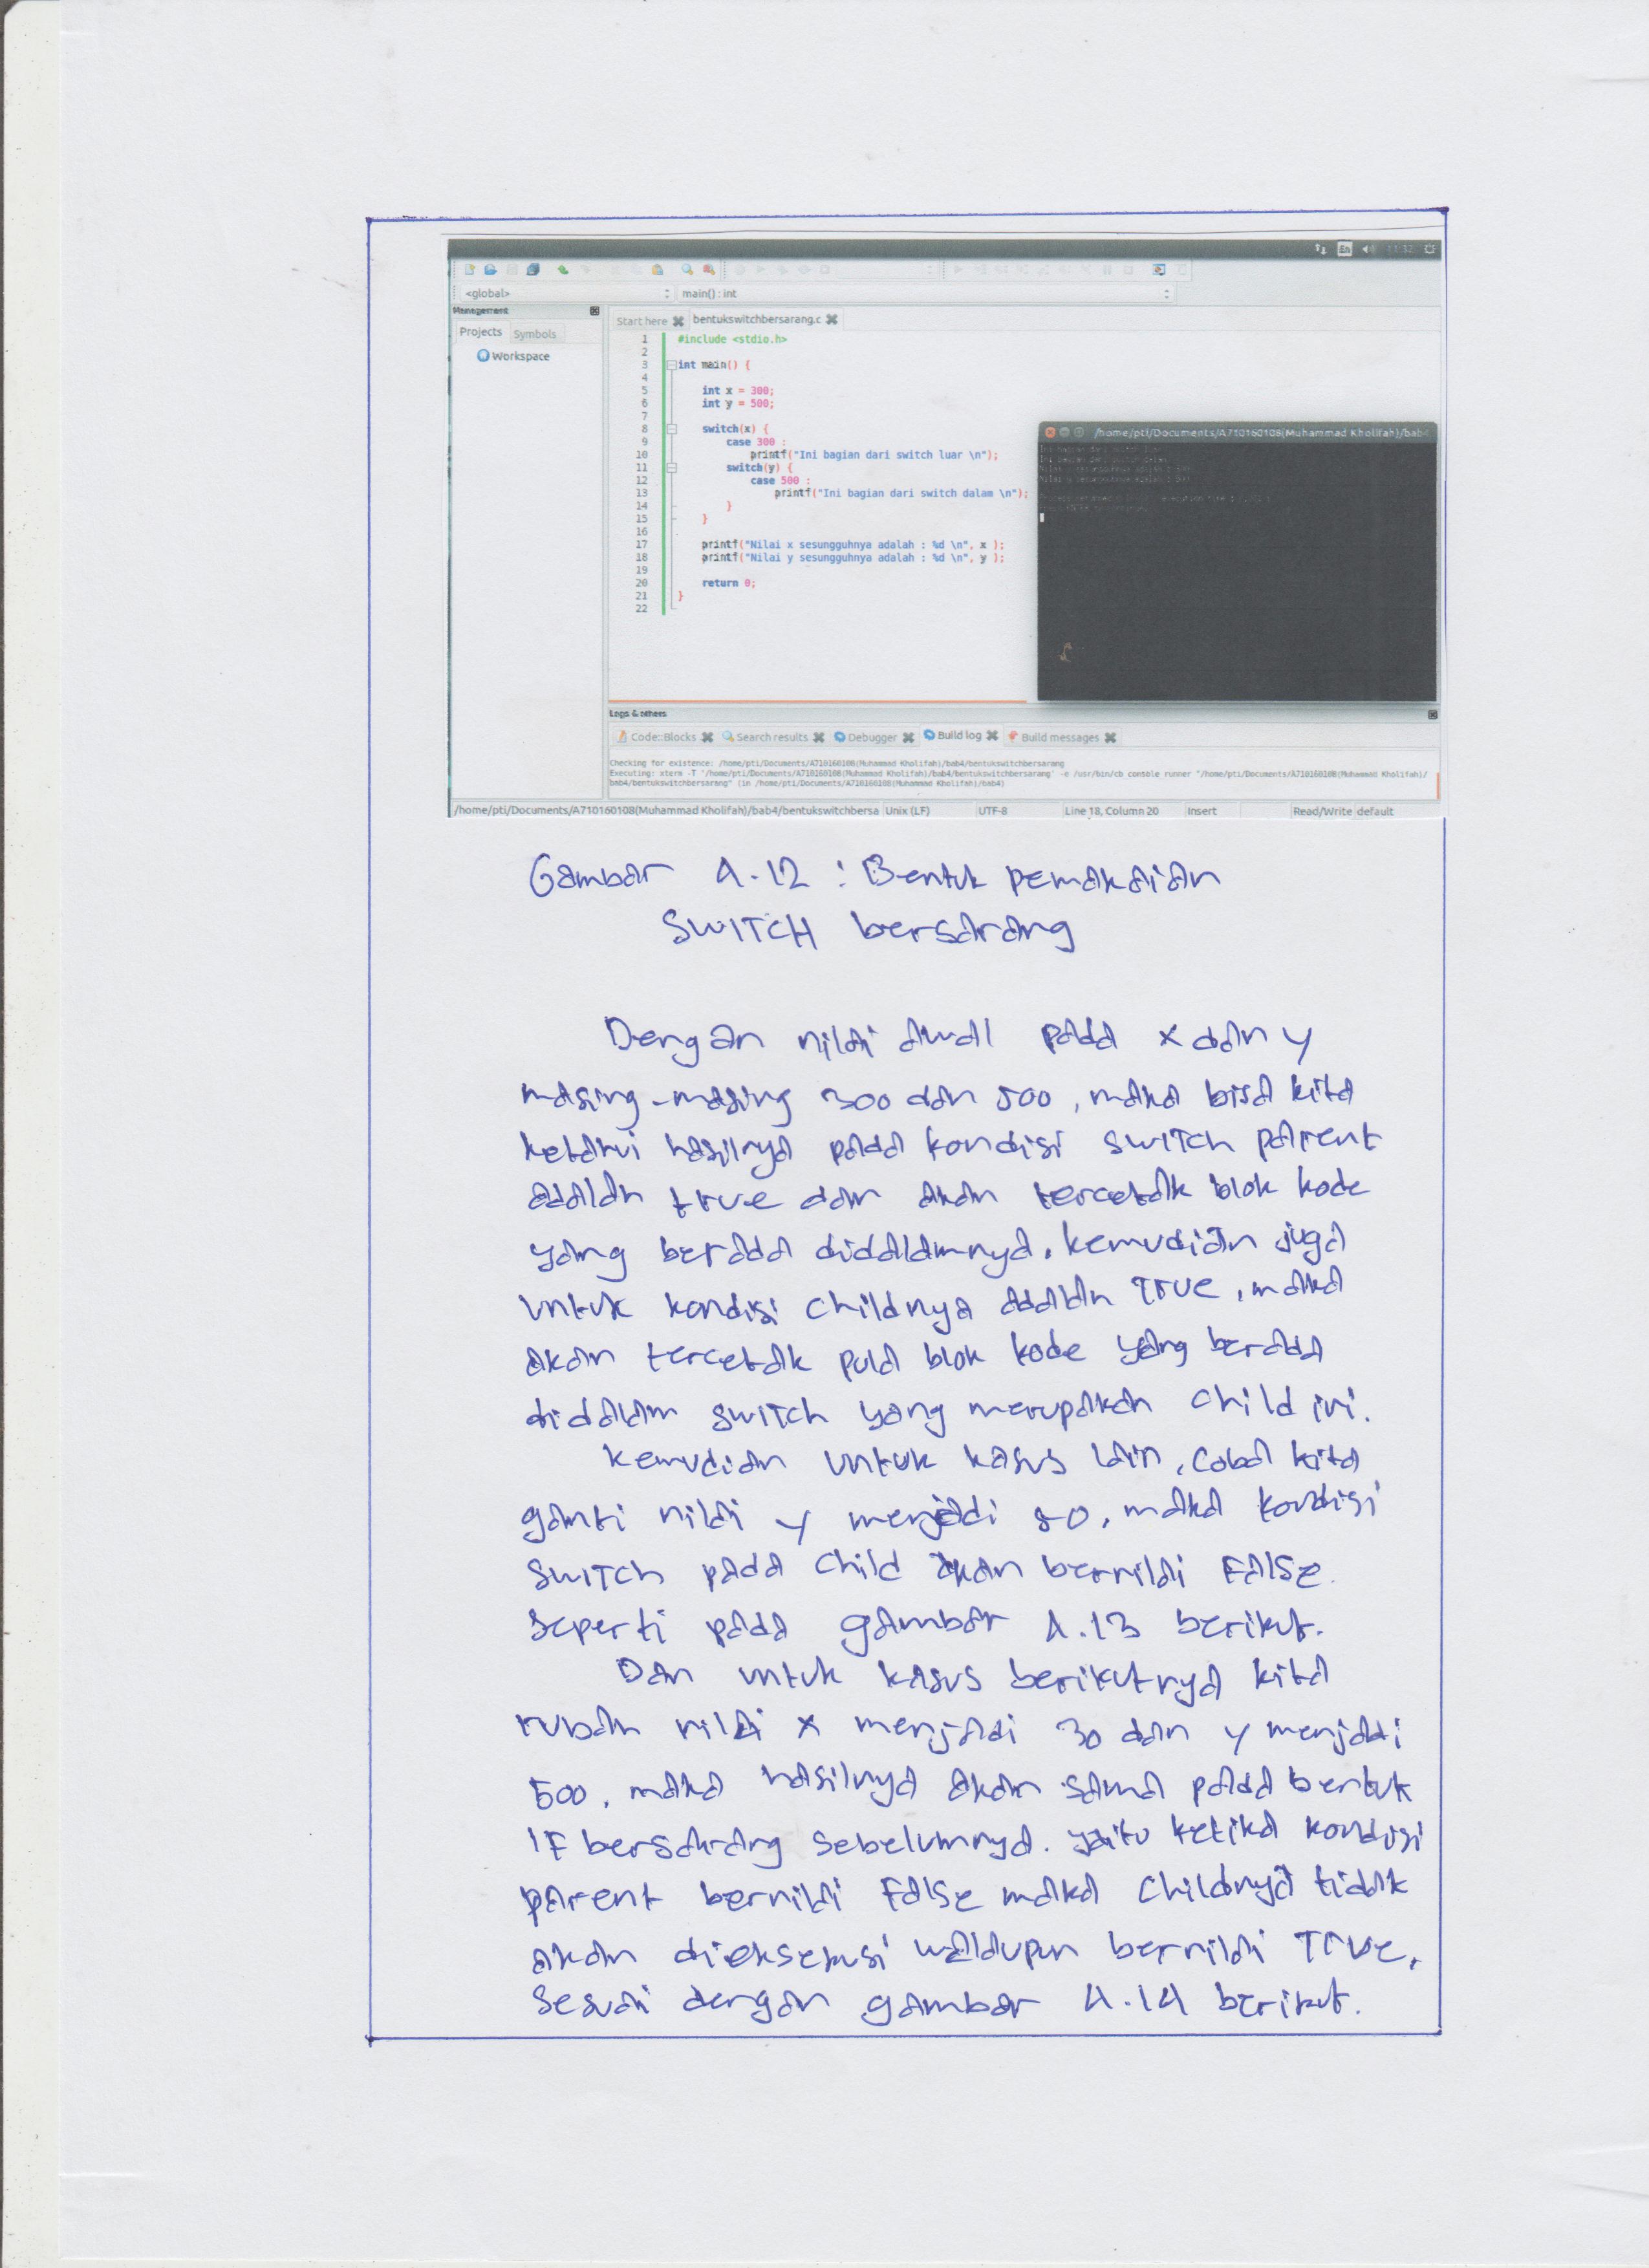 En 11:32
<global> main() : int
Management
Projects Symbols
Workspace
Start here bentukswitchbersarang.c
1 #include <stdio.h>
2
3 int main() {
4
5 int x = 300;
6 int y = 500;
7
8 switch(x) {
9 case 300 :
10 printf("Ini bagian dari switch luar \n");
11 switch(y) {
12 case 500 :
13 printf("Ini bagian dari switch dalam \n");
14 }
15 }
16
17 printf("Nilai x sesungguhnya adalah : %d \n", x );
18 printf("Nilai y sesungguhnya adalah : %d \n", y );
19
20 return 0;
21 }
22
/home/pti/Documents/A710160108(Muhammad Kholifah)/bab4
Logs & others
Code::Blocks Search results Debugger Build log Build messages
Checking for existence: /home/pti/Documents/A710160108(Muhammad Kholifah)/bab4/bentukswitchbersarang
Executing: xterm -T '/home/pti/Documents/A710160108(Muhammad Kholifah)/bab4/bentukswitchbersarang' -e /usr/bin/cb console runner "/home/pti/Documents/A710160108(Muhammad Kholifah)/
bab4/bentukswitchbersarang" (in /home/pti/Documents/A710160108(Muhammad Kholifah)/bab4)
/home/pti/Documents/A710160108(Muhammad Kholifah)/bab4/bentukswitchbersa Unix (LF) UTF-8 Line 18, Column 20 Insert Read/Write default
Gambar 4.12 : Bentuk pemakaian
SWITCH bersarang
Dengan nilai awal pada x dan y
masing-masing 300 dan 500, maka bisa kita
ketahui hasilnya pada kondisi switch parent
adalah true dan akan tercetak blok kode
yang berada didalamnya. kemudian juga
untuk kondisi childnya adalah True, maka
akan tercetak pula blok kode yang berada
didalam switch yang merupakan child ini.
kemudian untuk kasus lain, coba kita
ganti nilai y menjadi 50, maka kondisi
switch pada child akan bernilai False.
seperti pada gambar 4.13 berikut.
Dan untuk kasus berikutnya kita
rubah nilai x menjadi 30 dan y menjadi
500, maka hasilnya akan sama pada bentuk
IF bersarang sebelumnya. yaitu ketika kondisi
parent bernilai False maka childnya tidak
akan dieksekusi walaupun bernilai True,
sesuai dengan gambar 4.14 berikut.